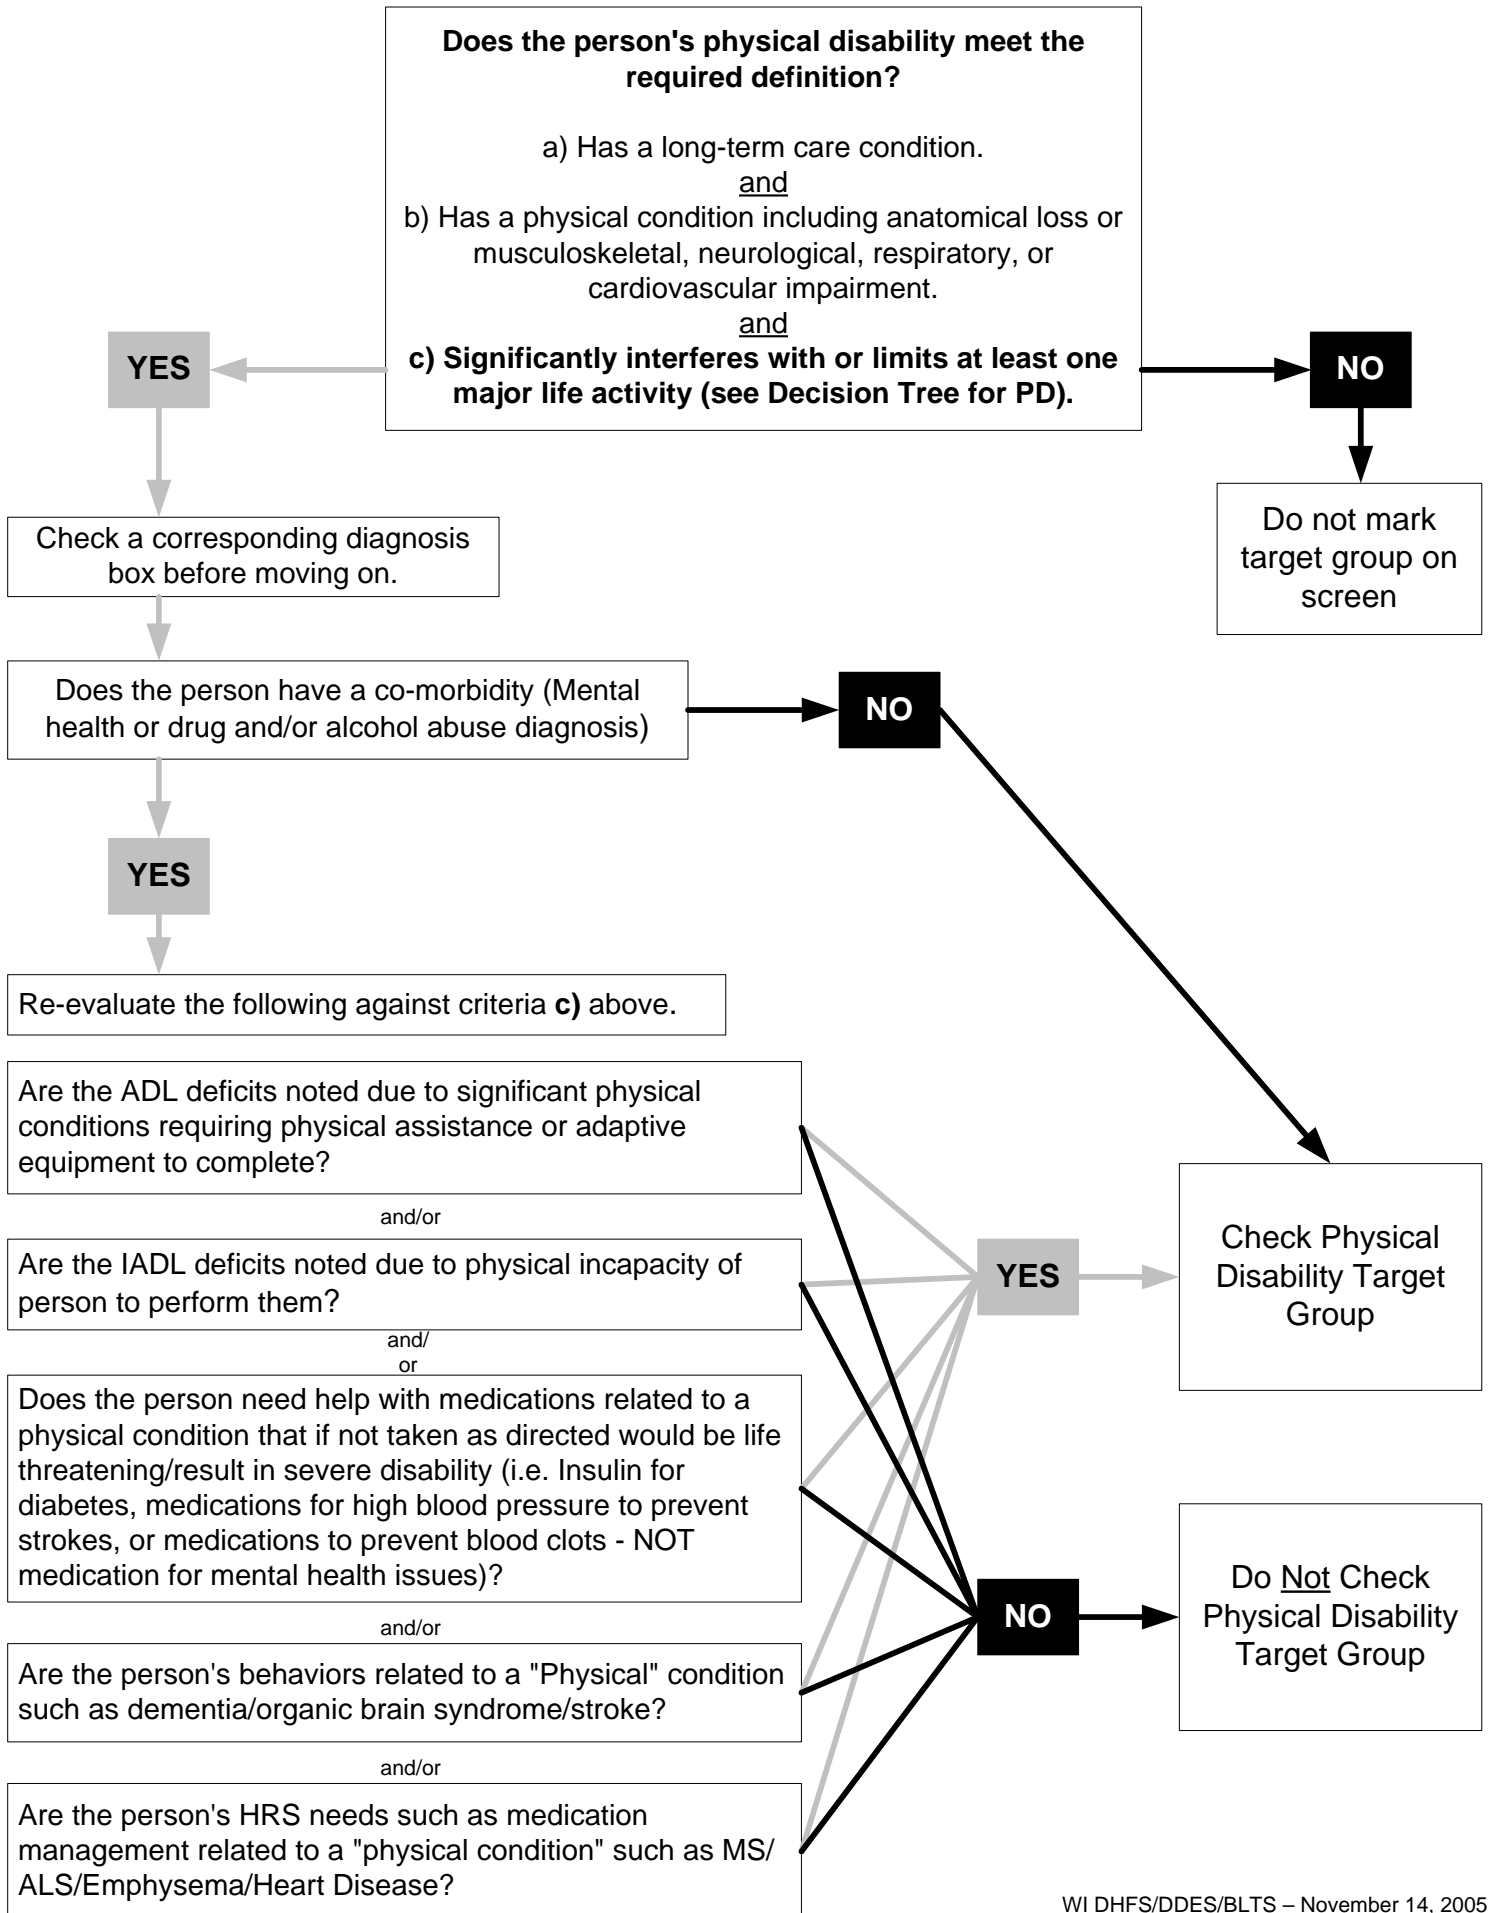 Does the person's physical disability meet the
required definition?
a) Has a long-term care condition.
and
b) Has a physical condition including anatomical loss or
musculoskeletal, neurological, respiratory, or
cardiovascular impairment.
and
c) Significantly interferes with or limits at least one
major life activity (see Decision Tree for PD).
YES
NO
Do not mark
target group on
screen
Check a corresponding diagnosis
box before moving on.
Does the person have a co-morbidity (Mental
health or drug and/or alcohol abuse diagnosis)
NO
YES
Re-evaluate the following against criteria c) above.
Are the ADL deficits noted due to significant physical
conditions requiring physical assistance or adaptive
equipment to complete?
and/or
Are the IADL deficits noted due to physical incapacity of
person to perform them?
and/
or
Does the person need help with medications related to a
physical condition that if not taken as directed would be life
threatening/result in severe disability (i.e. Insulin for
diabetes, medications for high blood pressure to prevent
strokes, or medications to prevent blood clots - NOT
medication for mental health issues)?
and/or
Are the person's behaviors related to a "Physical" condition
such as dementia/organic brain syndrome/stroke?
and/or
Are the person's HRS needs such as medication
management related to a "physical condition" such as MS/
ALS/Emphysema/Heart Disease?
YES
Check Physical
Disability Target
Group
NO
Do Not Check
Physical Disability
Target Group
WI DHFS/DDES/BLTS – November 14, 2005